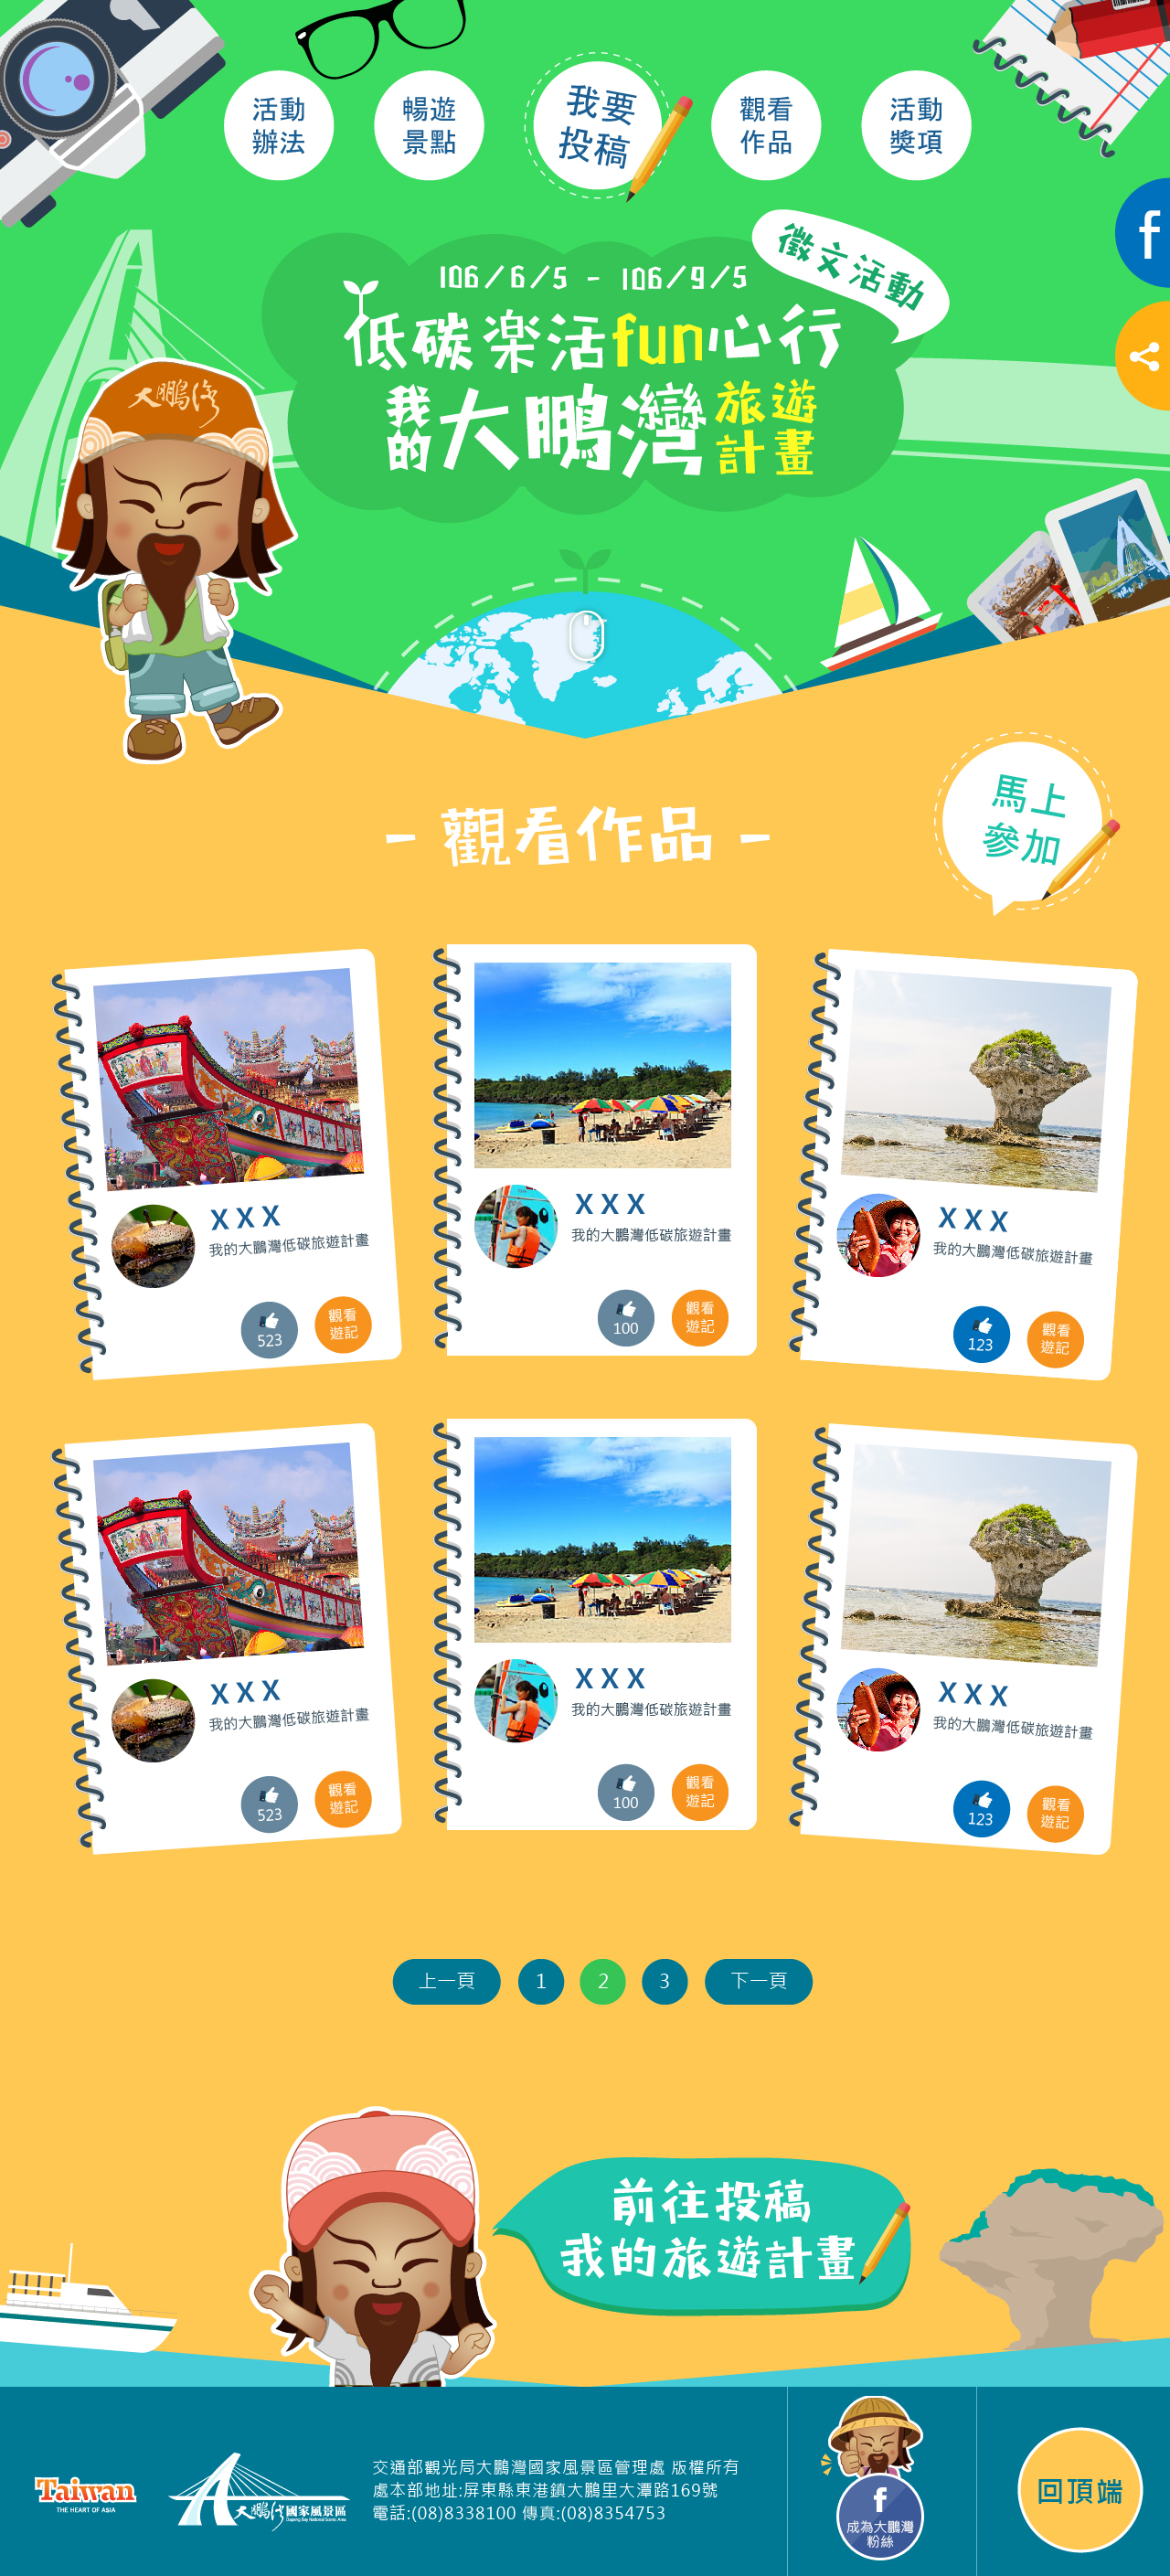 活動
辦法
暢遊
景點
我要
投稿
觀看
作品
活動
獎項
f
徵文活動
106/6/5 - 106/9/5
低碳楽活fun心行
我的大鵬灣旅遊計畫
大鵬灣
- 觀看作品 -
馬上
參加
XXX
我的大鵬灣低碳旅遊計畫
523
觀看
遊記
XXX
我的大鵬灣低碳旅遊計畫
100
觀看
遊記
XXX
我的大鵬灣低碳旅遊計畫
123
觀看
遊記
XXX
我的大鵬灣低碳旅遊計畫
523
觀看
遊記
XXX
我的大鵬灣低碳旅遊計畫
100
觀看
遊記
XXX
我的大鵬灣低碳旅遊計畫
123
觀看
遊記
上一頁 1 2 3 下一頁
前往投稿
我的旅遊計畫
Taiwan
THE HEART OF ASIA
大鵬灣國家風景區
Dapeng Bay National Scenic Area
交通部觀光局大鵬灣國家風景區管理處 版權所有
處本部地址:屏東縣東港鎮大鵬里大潭路169號
電話:(08)8338100 傳真:(08)8354753
f
成為大鵬灣
粉絲
回頂端